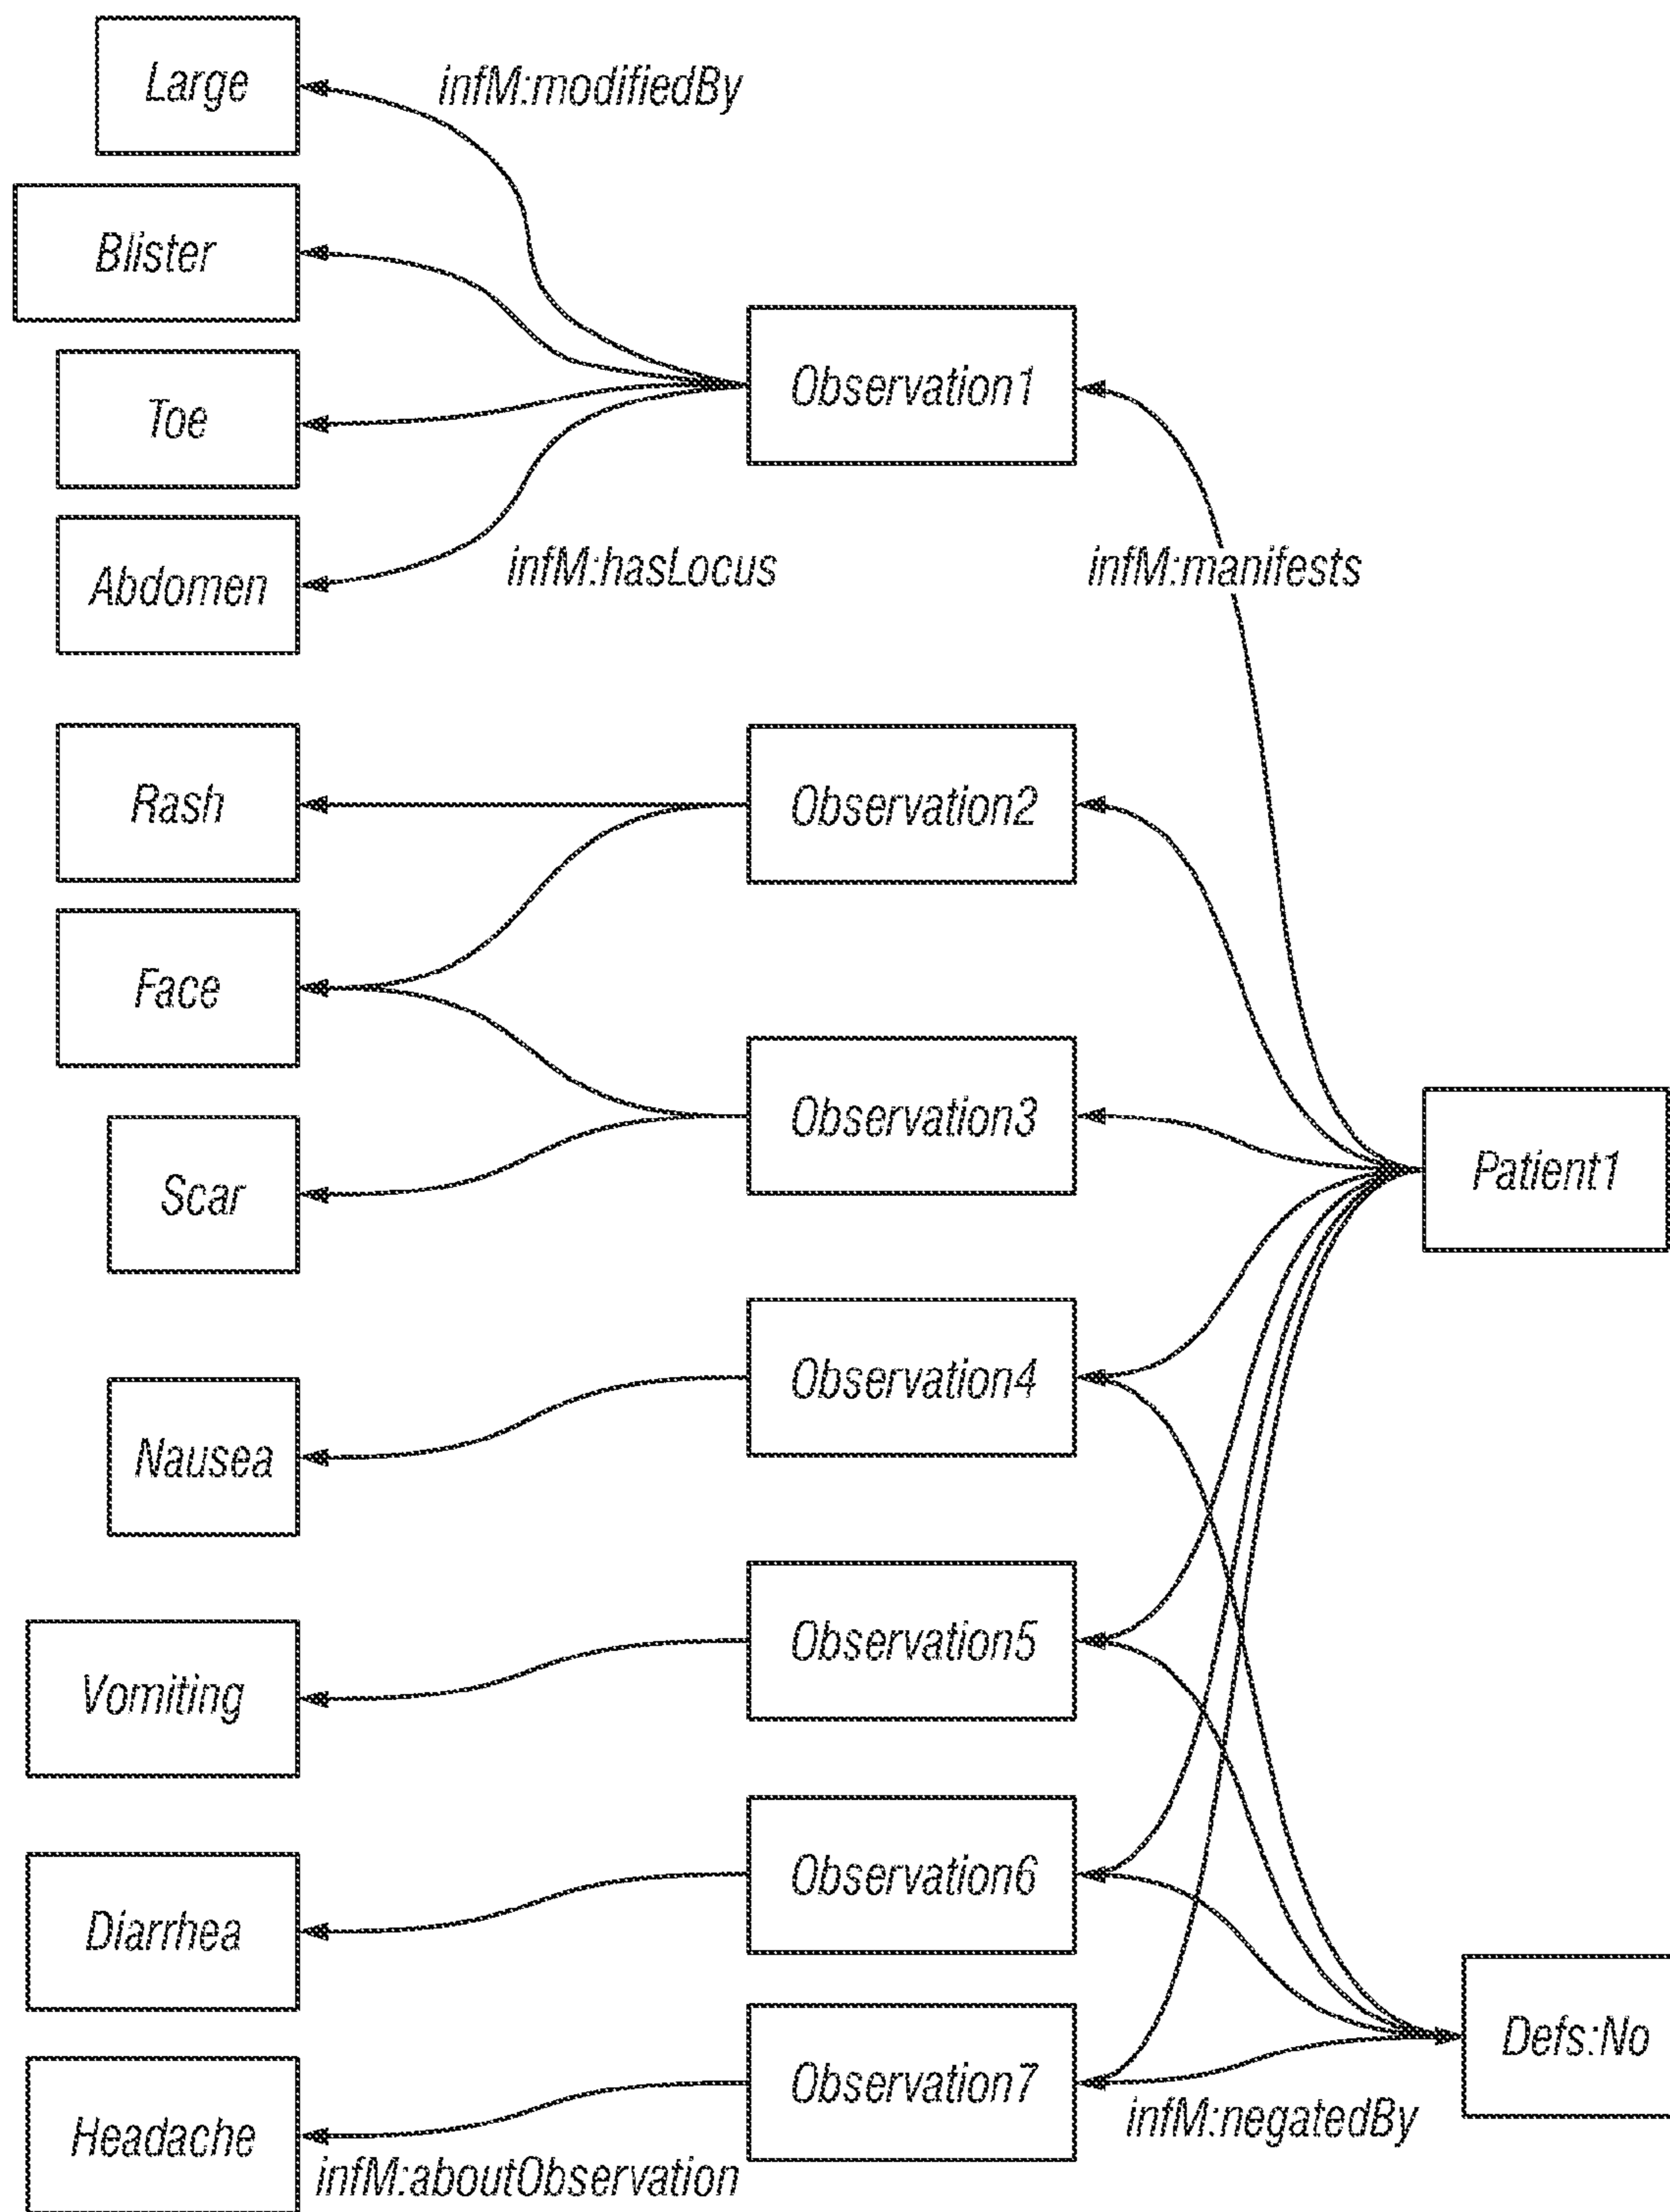 Large
infM:modifiedBy
Blister
Observation1
Toe
Abdomen
infM:hasLocus
infM:manifests
Rash
Observation2
Face
Observation3
Patient1
Scar
Observation4
Nausea
Observation5
Vomiting
Observation6
Diarrhea
Defs:No
Observation7
infM:negatedBy
Headache
infM:aboutObservation